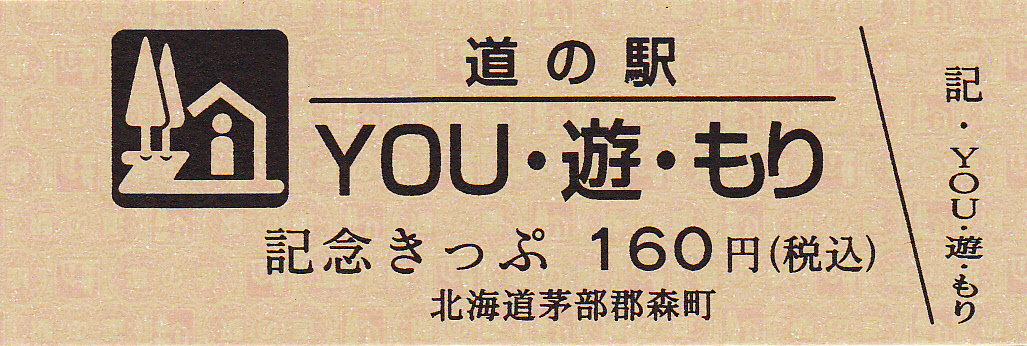 道の駅
YOU・遊・もり
記念きっぷ 160円(税込)
北海道茅部郡森町
記・YOU・遊・もり